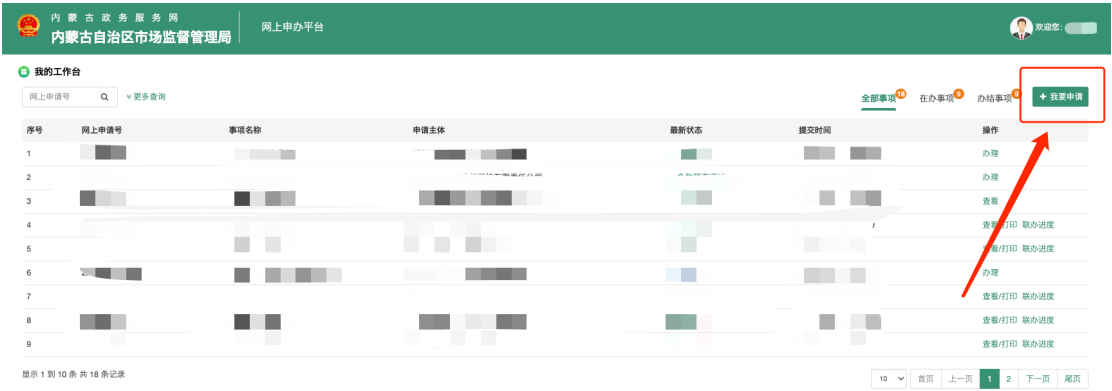 内蒙古政务服务网
内蒙古自治区市场监督管理局
网上申办平台
欢迎您:
我的工作台
网上申请号
更多查询
全部事项 18
在办事项 9
办结事项 9
+ 我要申请
序号 网上申请号 事项名称 申请主体 最新状态 提交时间 操作
1 办理
2 办理
3 查看
4 查看/打印 联办进度
5 查看/打印 联办进度
6 办理
7 查看/打印 联办进度
8 查看/打印 联办进度
9 查看/打印 联办进度
显示 1 到 10 条 共 18 条记录
10 首页 上一页 1 2 下一页 尾页